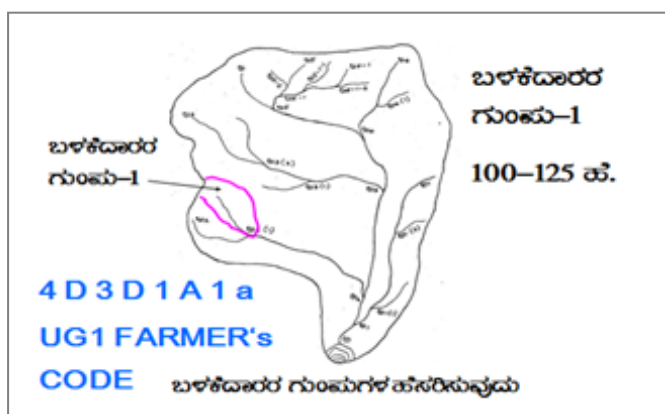 ಬಳಕೆದಾರರ
ಗುಂಪು–1
100–125 ಹೆ.
ಬಳಕೆದಾರರ
ಗುಂಪು–1
4 D 3 D 1 A 1 a
UG1 FARMER's
CODE
ಬಳಕೆದಾರರ ಗುಂಪುಗಳ ಹೆಸರಿಸುವುದು